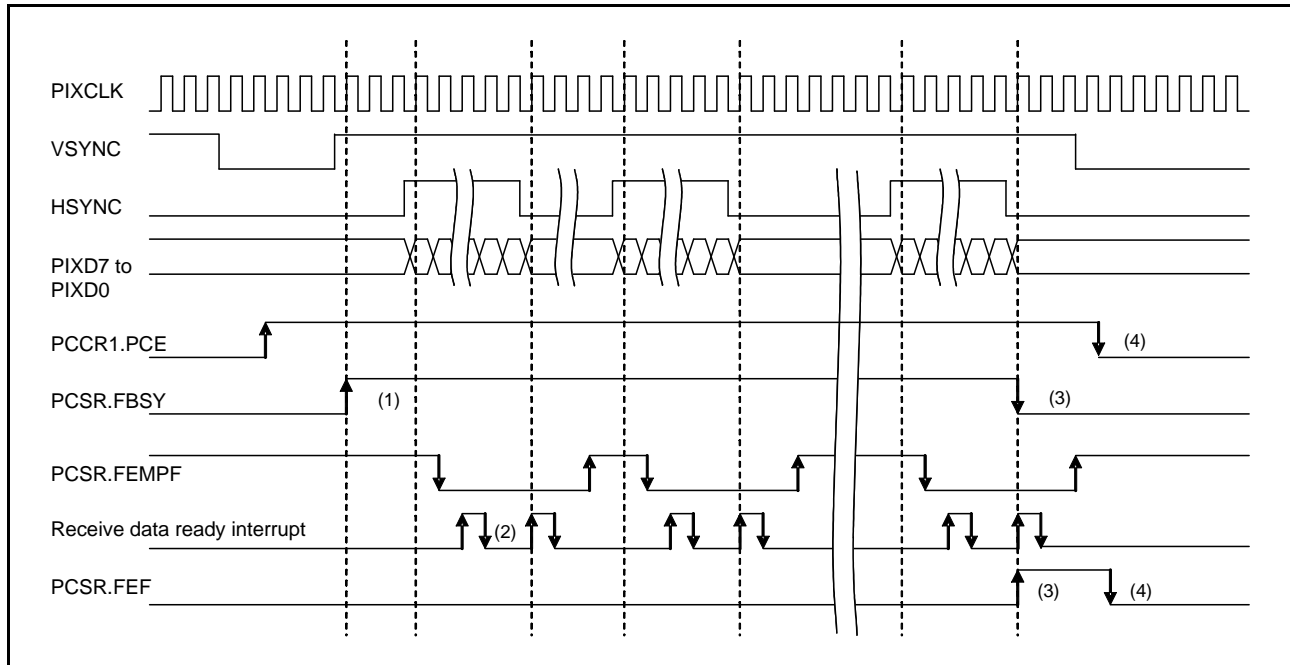 PIXCLK
VSYNC
HSYNC
PIXD7 to
PIXD0
PCCR1.PCE
(4)
PCSR.FBSY
(1)
(3)
PCSR.FEMPF
Receive data ready interrupt
(2)
PCSR.FEF
(3)
(4)